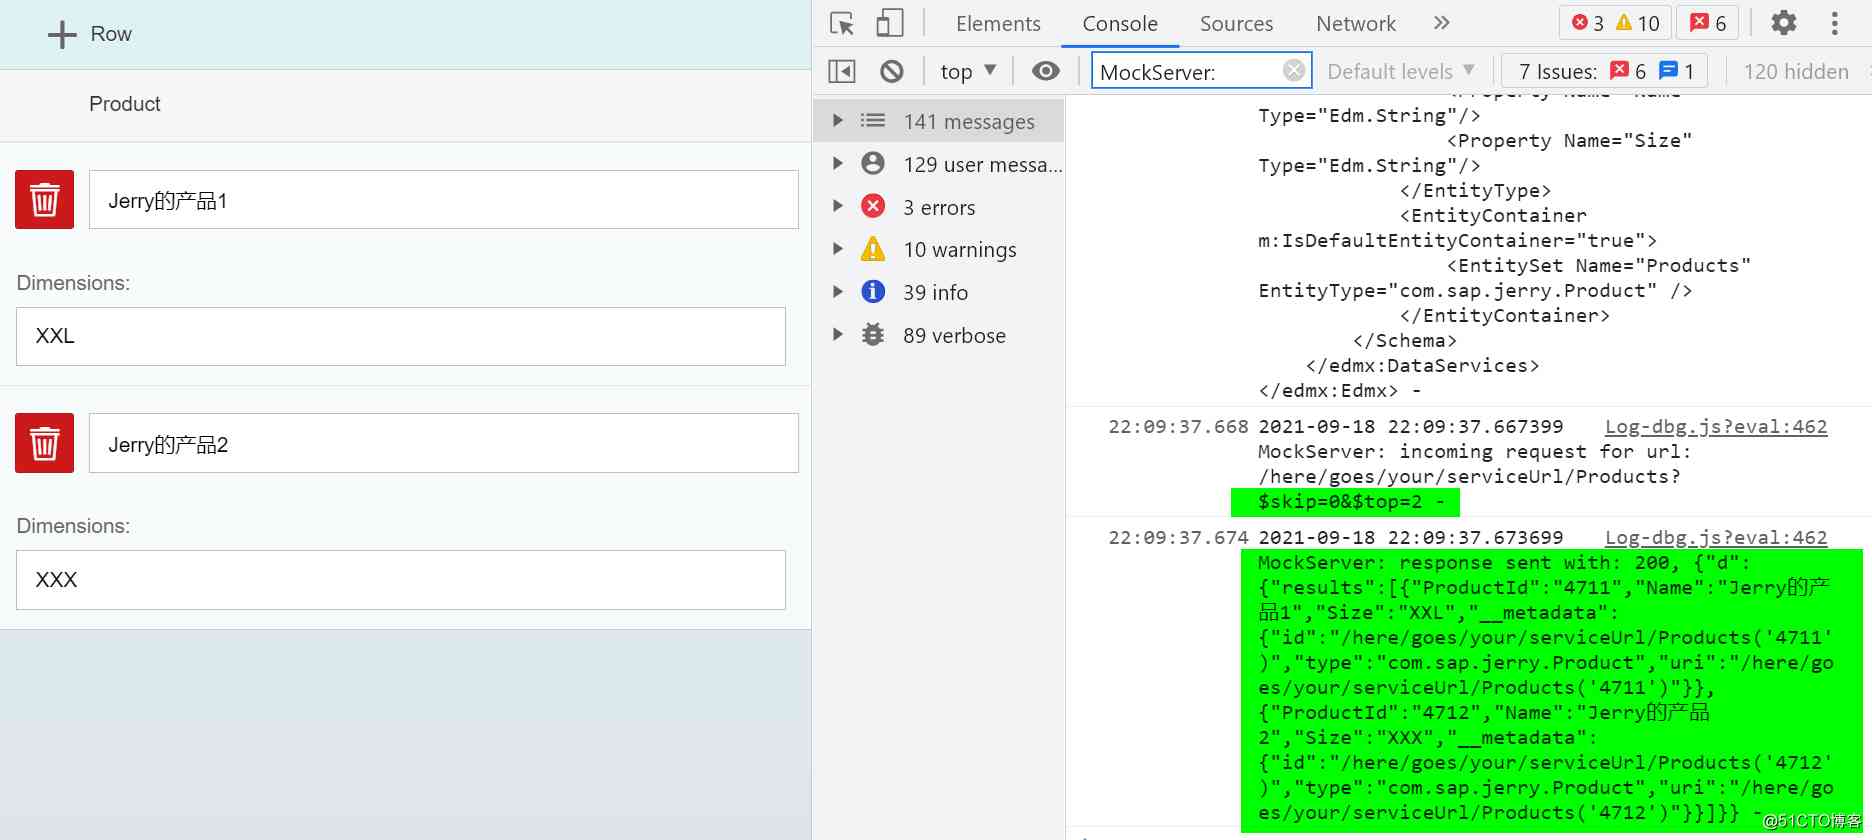 Row
Product
Jerry的产品1
Dimensions:
XXL
Jerry的产品2
Dimensions:
XXX
Elements Console Sources Network » 3 10 6
top MockServer: Default levels 7 Issues: 6 1 120 hidden
141 messages
129 user messa...
3 errors
10 warnings
39 info
89 verbose
<Property Name="Name"
Type="Edm.String"/>
<Property Name="Size"
Type="Edm.String"/>
</EntityType>
<EntityContainer
m:IsDefaultEntityContainer="true">
<EntitySet Name="Products"
EntityType="com.sap.jerry.Product" />
</EntityContainer>
</Schema>
</edmx:DataServices>
</edmx:Edmx> -
22:09:37.668 2021-09-18 22:09:37.667399 Log-dbg.js?eval:462
MockServer: incoming request for url:
/here/goes/your/serviceUrl/Products?
$skip=0&$top=2 -
22:09:37.674 2021-09-18 22:09:37.673699 Log-dbg.js?eval:462
MockServer: response sent with: 200, {"d":
{"results":[{"ProductId":"4711","Name":"Jerry的产
品1","Size":"XXL","__metadata":
{"id":"/here/goes/your/serviceUrl/Products('4711'
)","type":"com.sap.jerry.Product","uri":"/here/go
es/your/serviceUrl/Products('4711')"}},
{"ProductId":"4712","Name":"Jerry的产品
2","Size":"XXX","__metadata":
{"id":"/here/goes/your/serviceUrl/Products('4712'
)","type":"com.sap.jerry.Product","uri":"/here/go
es/your/serviceUrl/Products('4712')"}}]}} -
@51CTO博客